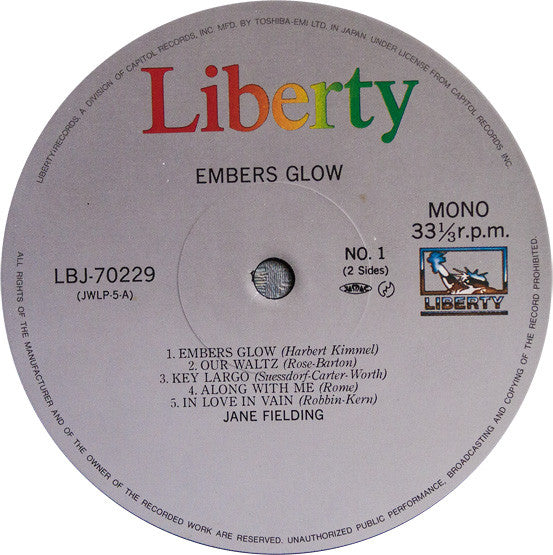 LIBERTY/RECORDS, A DIVISION OF CAPITOL RECORDS, INC. MFD. BY TOSHIBA-EMI LTD. IN JAPAN. UNDER LICENSE FROM CAPITOL RECORDS, INC.
Liberty
EMBERS GLOW
MONO
33⅓r.p.m.
LBJ-70229
(JWLP-5-A)
NO. 1
(2 Sides)
LIBERTY
1. EMBERS GLOW (Harbert Kimmel)
2. OUR WALTZ (Rose-Barton)
3. KEY LARGO (Suessdorf-Carter-Worth)
4. ALONG WITH ME (Rome)
5. IN LOVE IN VAIN (Robbin-Kern)
JANE FIELDING
ALL RIGHTS OF THE MANUFACTURER AND OF THE OWNER OF THE RECORDED WORK ARE RESERVED. UNAUTHORIZED PUBLIC PERFORMANCE, BROADCASTING AND COPYING OF THE RECORD PROHIBITED.